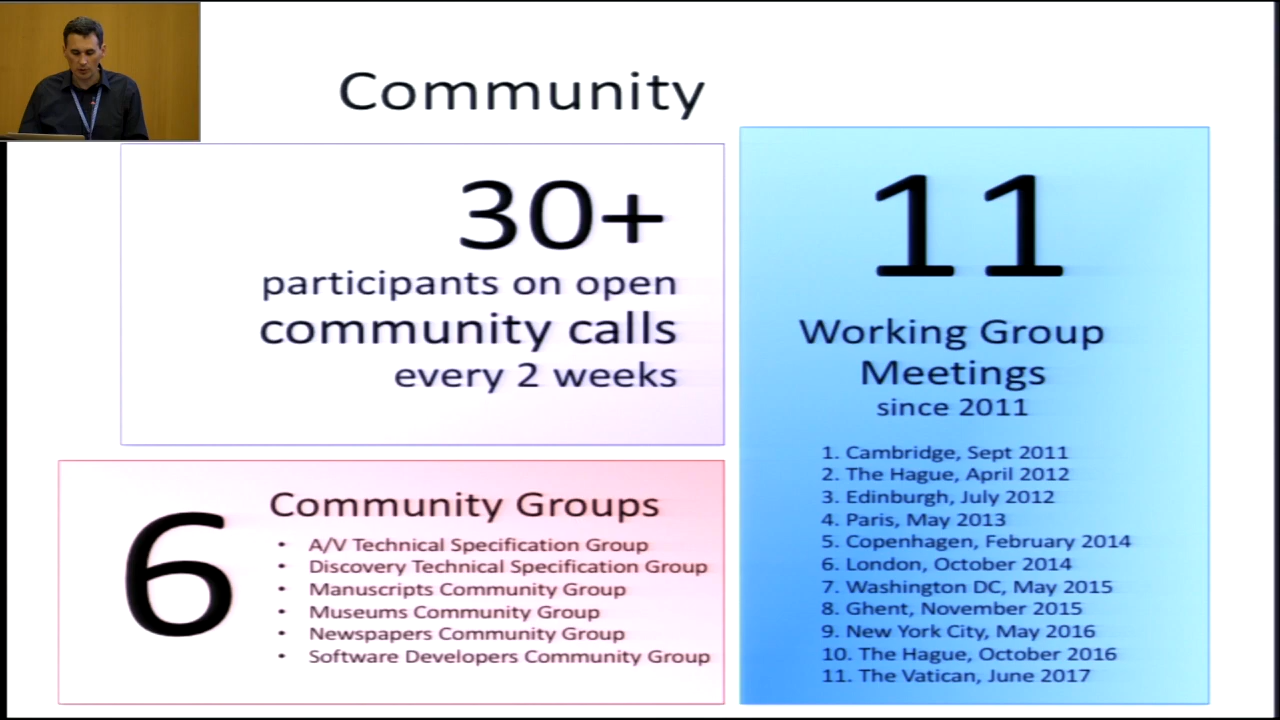 Community
30+
participants on open
community calls
every 2 weeks
6
Community Groups
• A/V Technical Specification Group
• Discovery Technical Specification Group
• Manuscripts Community Group
• Museums Community Group
• Newspapers Community Group
• Software Developers Community Group
11
Working Group
Meetings
since 2011
1. Cambridge, Sept 2011
2. The Hague, April 2012
3. Edinburgh, July 2012
4. Paris, May 2013
5. Copenhagen, February 2014
6. London, October 2014
7. Washington DC, May 2015
8. Ghent, November 2015
9. New York City, May 2016
10. The Hague, October 2016
11. The Vatican, June 2017